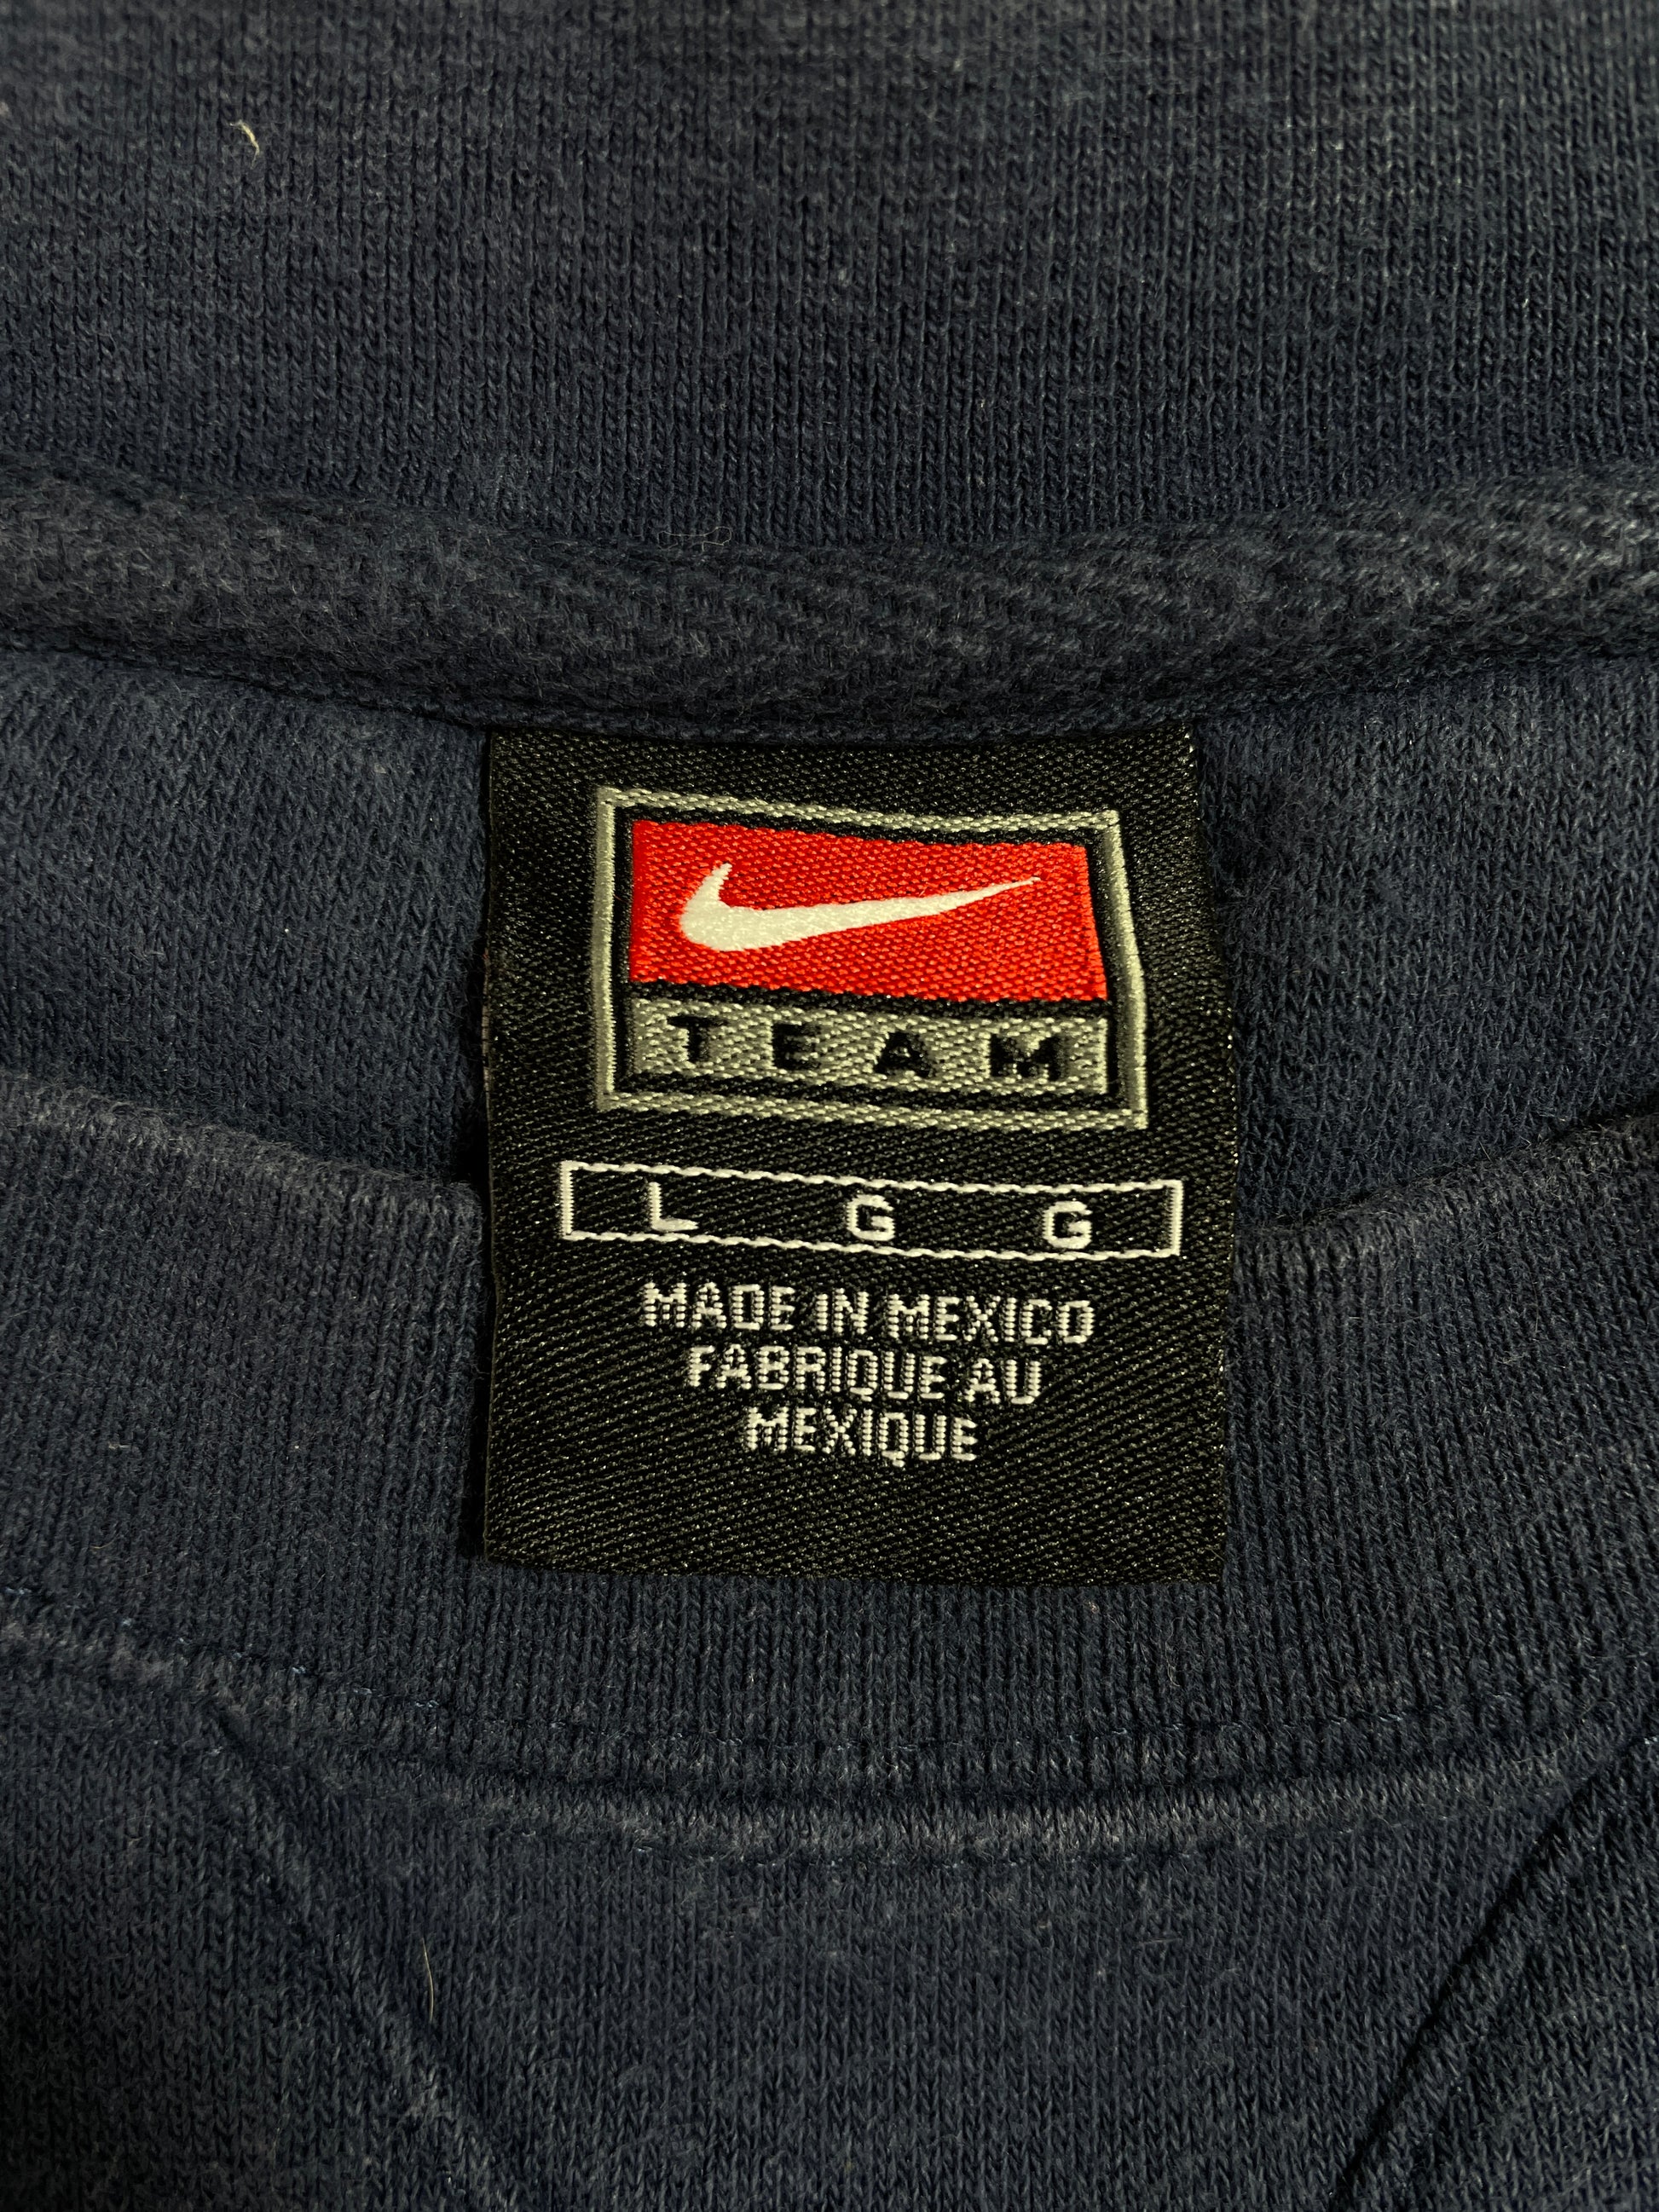 TEAM
L G G
MADE IN MEXICO
FABRIQUE AU
MEXIQUE